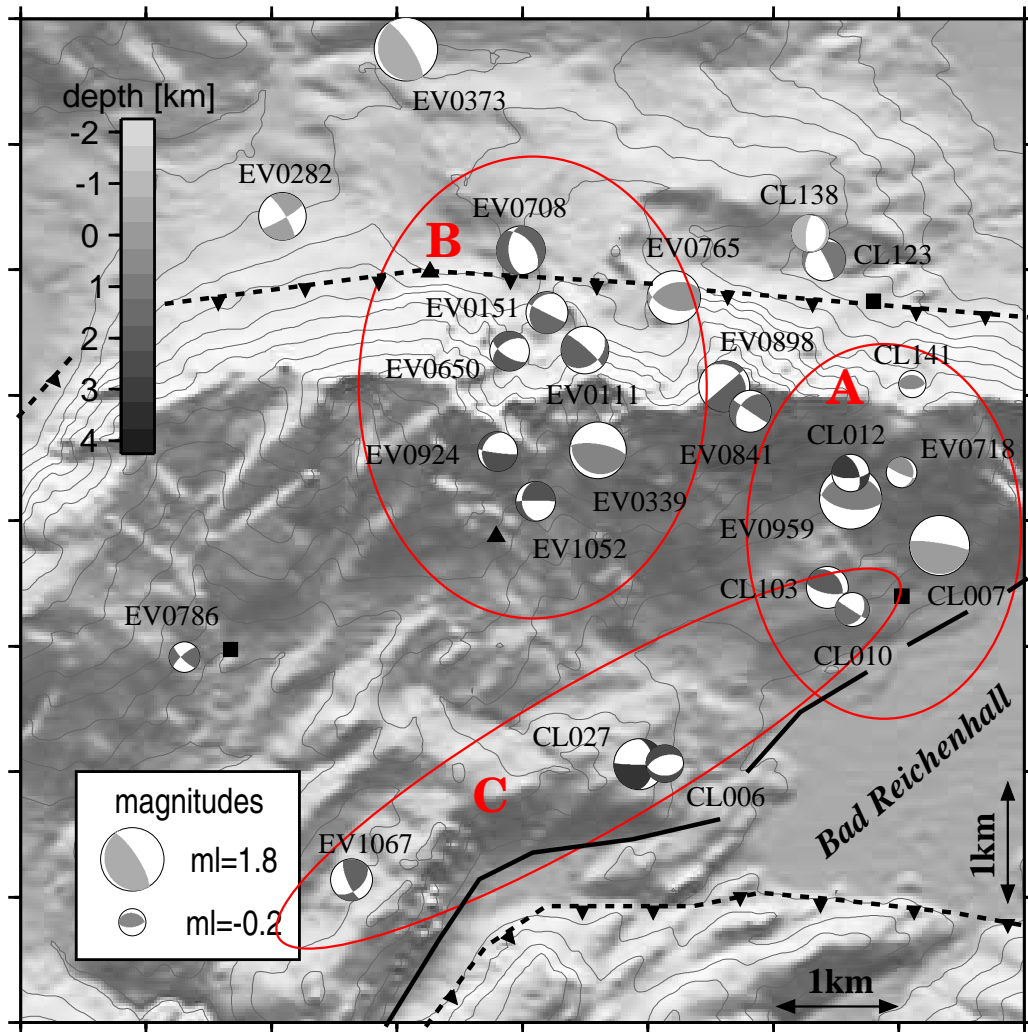 EV0373
depth [km]
-2
-1
0
1
2
3
4
EV0282
EV0708
CL138
B
EV0765
CL123
EV0151
EV0898
CL141
EV0650
A
EV0111
CL012
EV0718
EV0924
EV0841
EV0339
EV0959
EV1052
CL103
CL007
EV0786
CL010
CL027
C
CL006
Bad Reichenhall
1km
magnitudes
ml=1.8
ml=-0.2
EV1067
1km